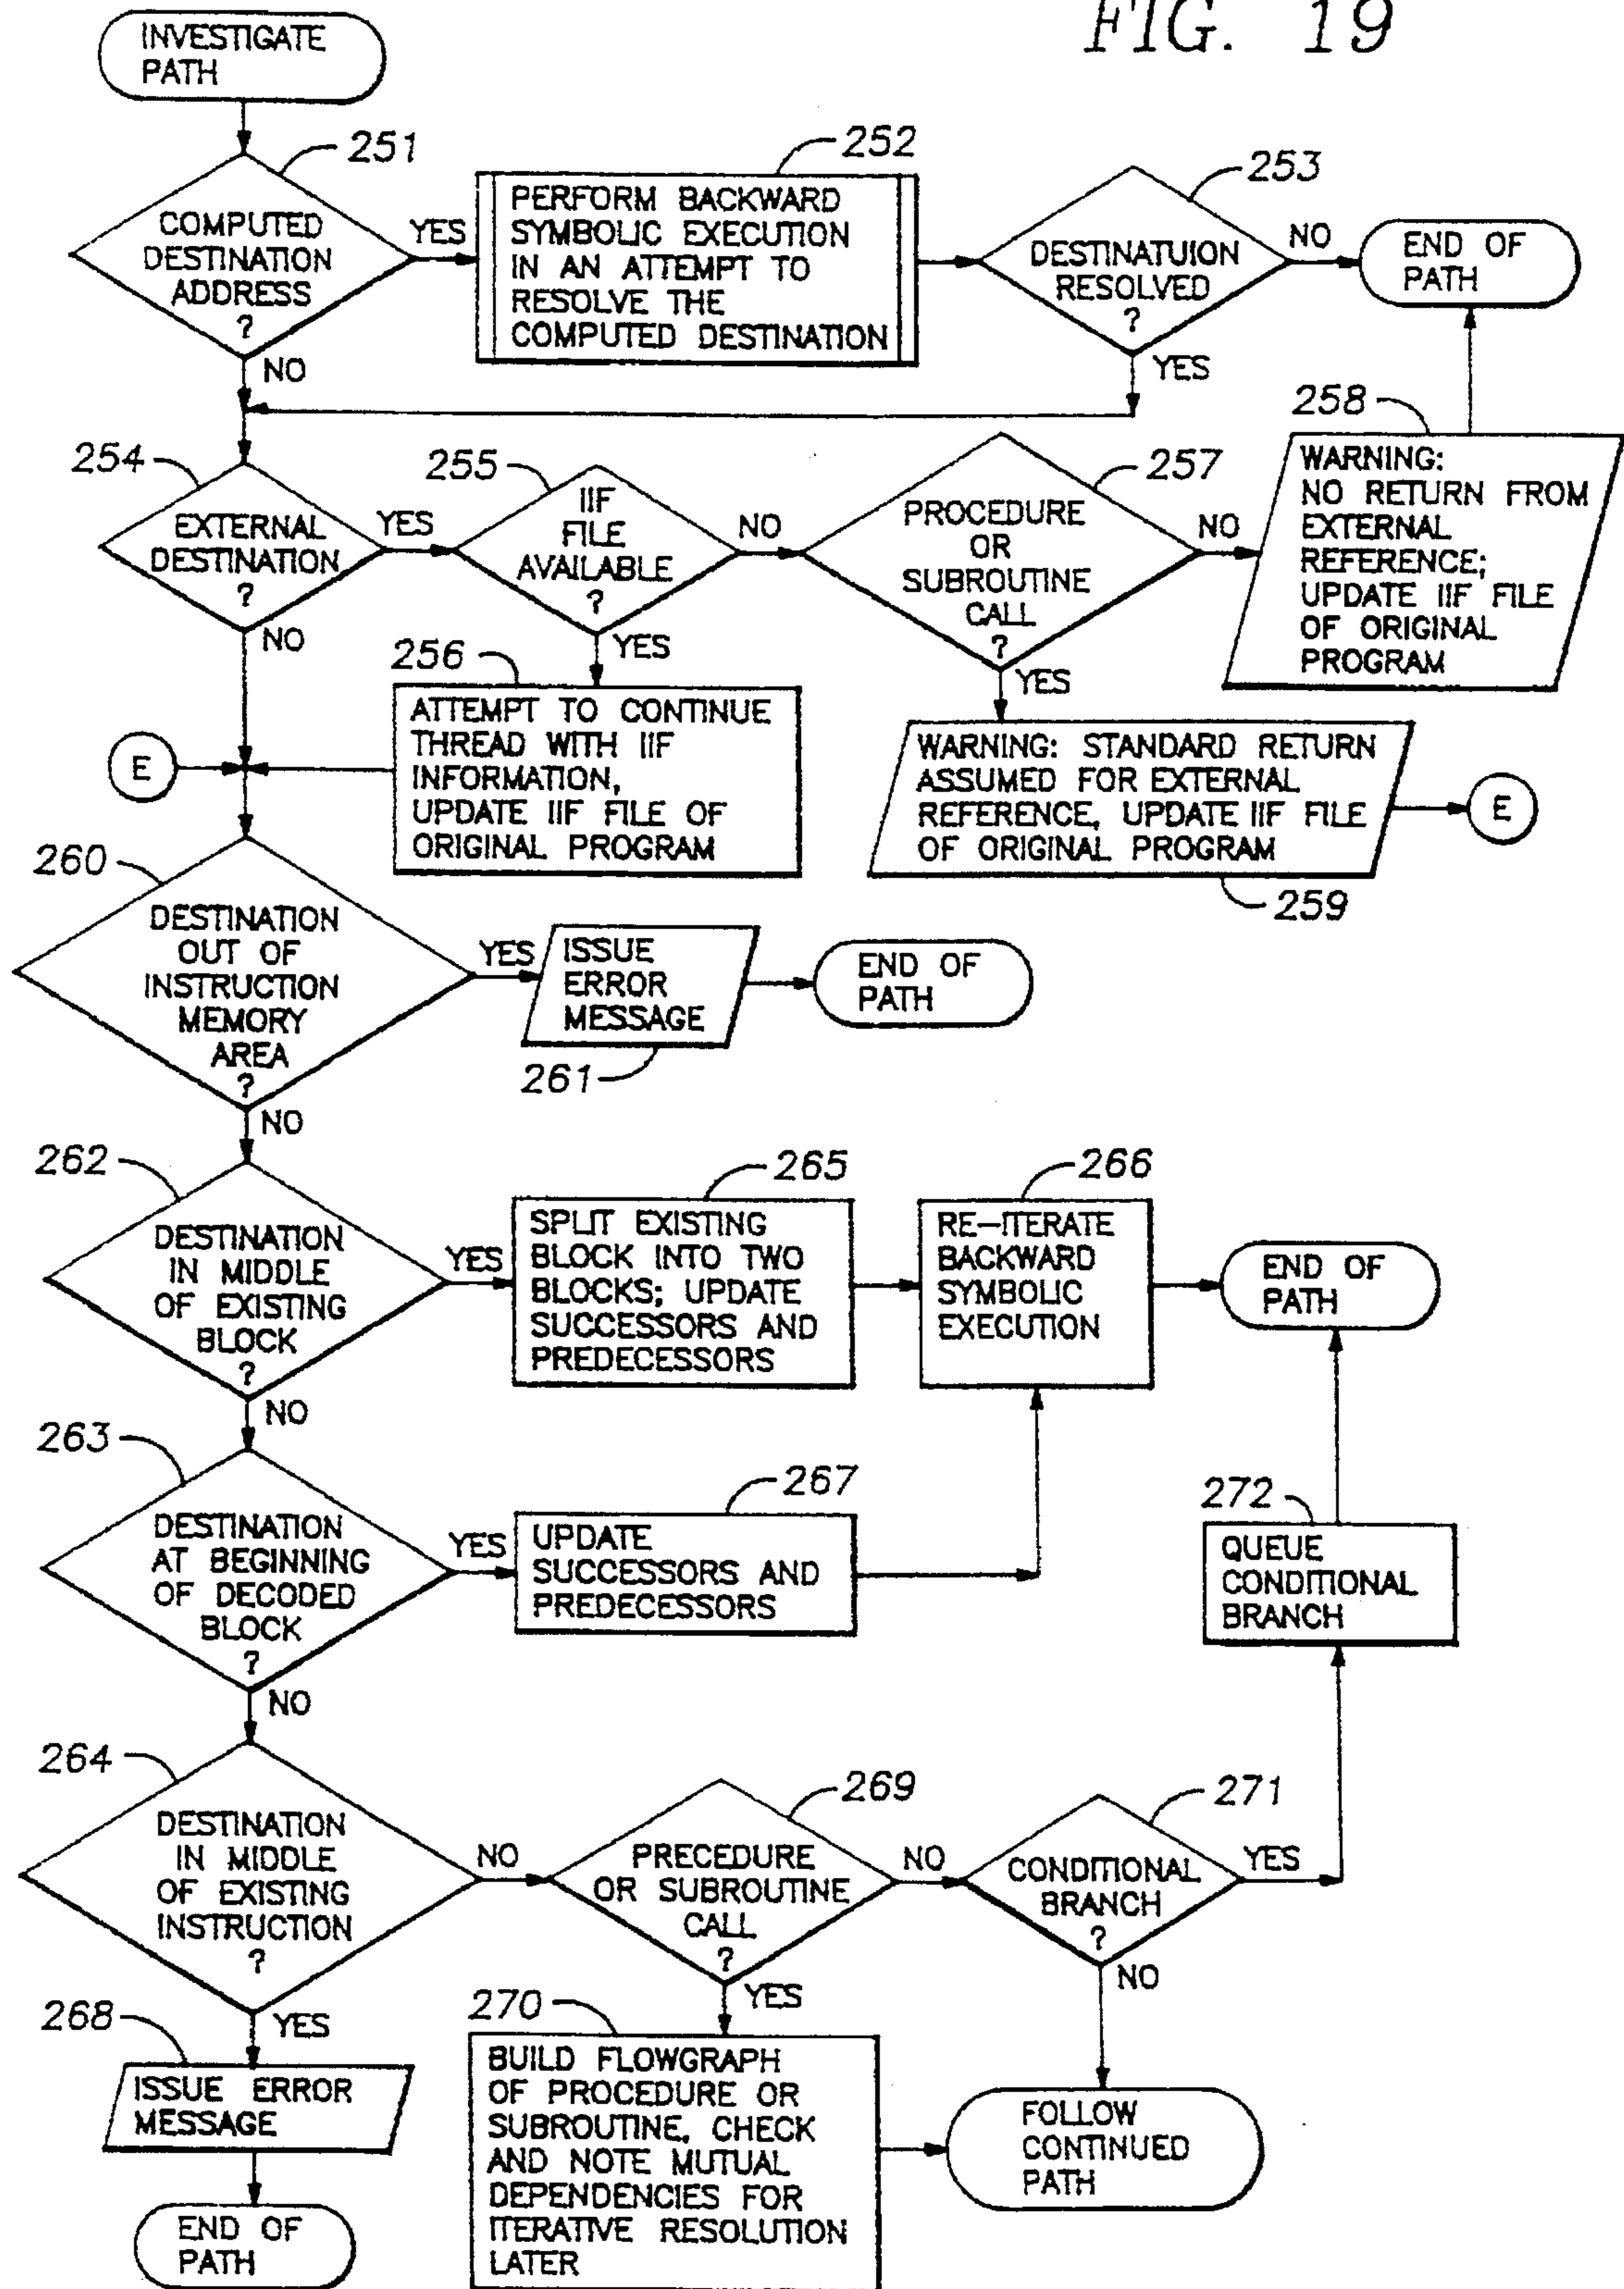 FIG. 19
INVESTIGATE
PATH
251
COMPUTED
DESTINATION
ADDRESS
?
YES
NO
252
PERFORM BACKWARD
SYMBOLIC EXECUTION
IN AN ATTEMPT TO
RESOLVE THE
COMPUTED DESTINATION
253
DESTINATUION
RESOLVED
?
NO
YES
END OF
PATH
254
EXTERNAL
DESTINATION
?
YES
NO
255
IIF
FILE
AVAILABLE
?
NO
YES
257
PROCEDURE
OR
SUBROUTINE
CALL
?
NO
YES
258
WARNING:
NO RETURN FROM
EXTERNAL
REFERENCE;
UPDATE IIF FILE
OF ORIGINAL
PROGRAM
256
ATTEMPT TO CONTINUE
THREAD WITH IIF
INFORMATION,
UPDATE IIF FILE OF
ORIGINAL PROGRAM
WARNING: STANDARD RETURN
ASSUMED FOR EXTERNAL
REFERENCE, UPDATE IIF FILE
OF ORIGINAL PROGRAM
259
E
E
260
DESTINATION
OUT OF
INSTRUCTION
MEMORY
AREA
?
YES
NO
ISSUE
ERROR
MESSAGE
261
END OF
PATH
262
DESTINATION
IN MIDDLE
OF EXISTING
BLOCK
?
YES
NO
265
SPLIT EXISTING
BLOCK INTO TWO
BLOCKS; UPDATE
SUCCESSORS AND
PREDECESSORS
266
RE-ITERATE
BACKWARD
SYMBOLIC
EXECUTION
END OF
PATH
263
DESTINATION
AT BEGINNING
OF DECODED
BLOCK
?
YES
NO
267
UPDATE
SUCCESSORS AND
PREDECESSORS
272
QUEUE
CONDITIONAL
BRANCH
264
DESTINATION
IN MIDDLE
OF EXISTING
INSTRUCTION
?
NO
YES
269
PRECEDURE
OR SUBROUTINE
CALL
?
NO
YES
271
CONDITIONAL
BRANCH
?
YES
NO
268
ISSUE ERROR
MESSAGE
END OF
PATH
270
BUILD FLOWGRAPH
OF PROCEDURE OR
SUBROUTINE, CHECK
AND NOTE MUTUAL
DEPENDENCIES FOR
ITERATIVE RESOLUTION
LATER
FOLLOW
CONTINUED
PATH